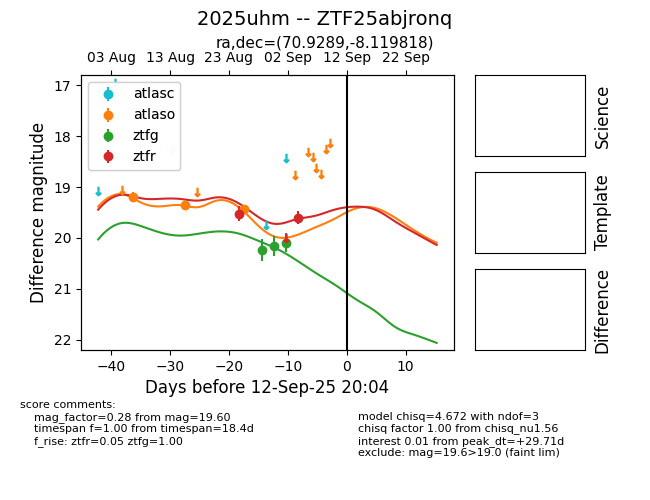 2025uhm -- ZTF25abjronq
ra,dec=(70.9289,-8.119818)
03 Aug 13 Aug 23 Aug 02 Sep 12 Sep 22 Sep
17
18
19
20
21
22
Difference magnitude
atlasc
atlaso
ztfg
ztfr
−40 −30 −20 −10 0 10
Days before 12-Sep-25 20:04
Science
Template
Difference
score comments:
mag_factor=0.28 from mag=19.60
timespan f=1.00 from timespan=18.4d
f_rise: ztfr=0.05 ztfg=1.00
model chisq=4.672 with ndof=3
chisq factor 1.00 from chisq_nu1.56
interest 0.01 from peak_dt=+29.71d
exclude: mag=19.6>19.0 (faint lim)